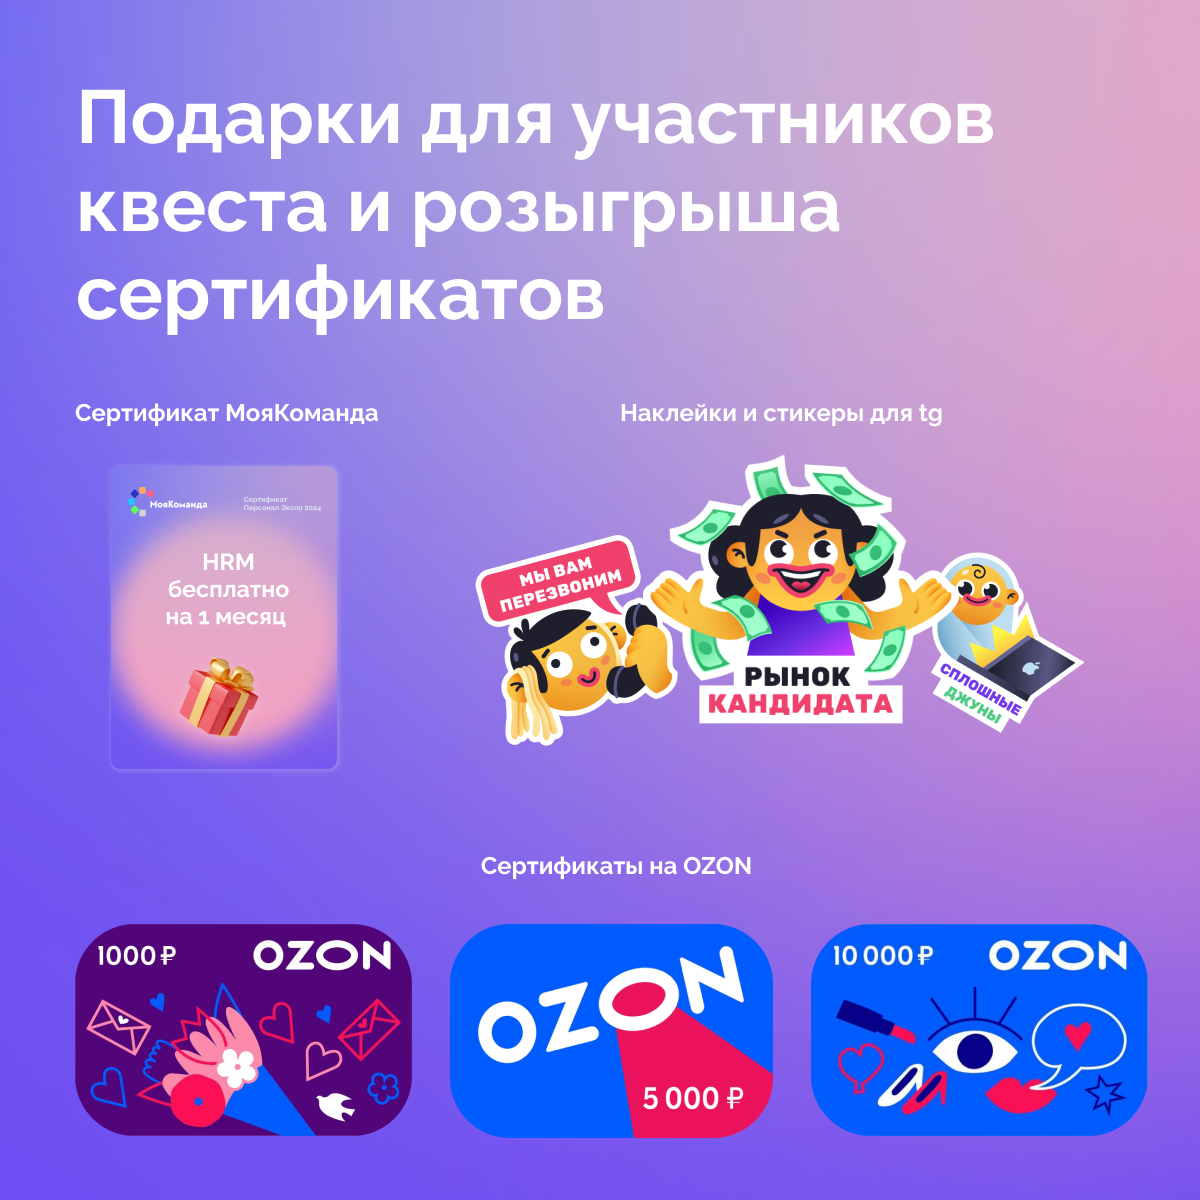 Подарки для участников
квеста и розыгрыша
сертификатов
Сертификат МояКоманда
Наклейки и стикеры для tg
МояКоманда
Сертификат
Персонал Экспо 2024
HRM
бесплатно
на 1 месяц
МЫ ВАМ
ПЕРЕЗВОНИМ
РЫНОК
КАНДИДАТА
СПЛОШНЫЕ
ДЖУНЫ
Сертификаты на OZON
1000 ₽ OZON
OZON
5 000 ₽
10 000 ₽ OZON